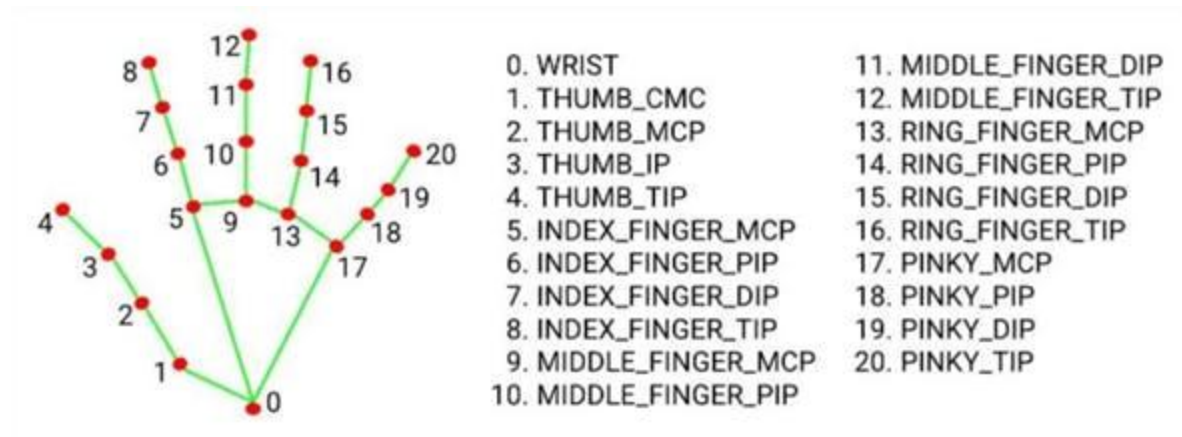 12
8
16
11
7
15
10
20
6
14
19
4
5
9
13
18
3
17
2
1
0
0. WRIST
1. THUMB_CMC
2. THUMB_MCP
3. THUMB_IP
4. THUMB_TIP
5. INDEX_FINGER_MCP
6. INDEX_FINGER_PIP
7. INDEX_FINGER_DIP
8. INDEX_FINGER_TIP
9. MIDDLE_FINGER_MCP
10. MIDDLE_FINGER_PIP
11. MIDDLE_FINGER_DIP
12. MIDDLE_FINGER_TIP
13. RING_FINGER_MCP
14. RING_FINGER_PIP
15. RING_FINGER_DIP
16. RING_FINGER_TIP
17. PINKY_MCP
18. PINKY_PIP
19. PINKY_DIP
20. PINKY_TIP